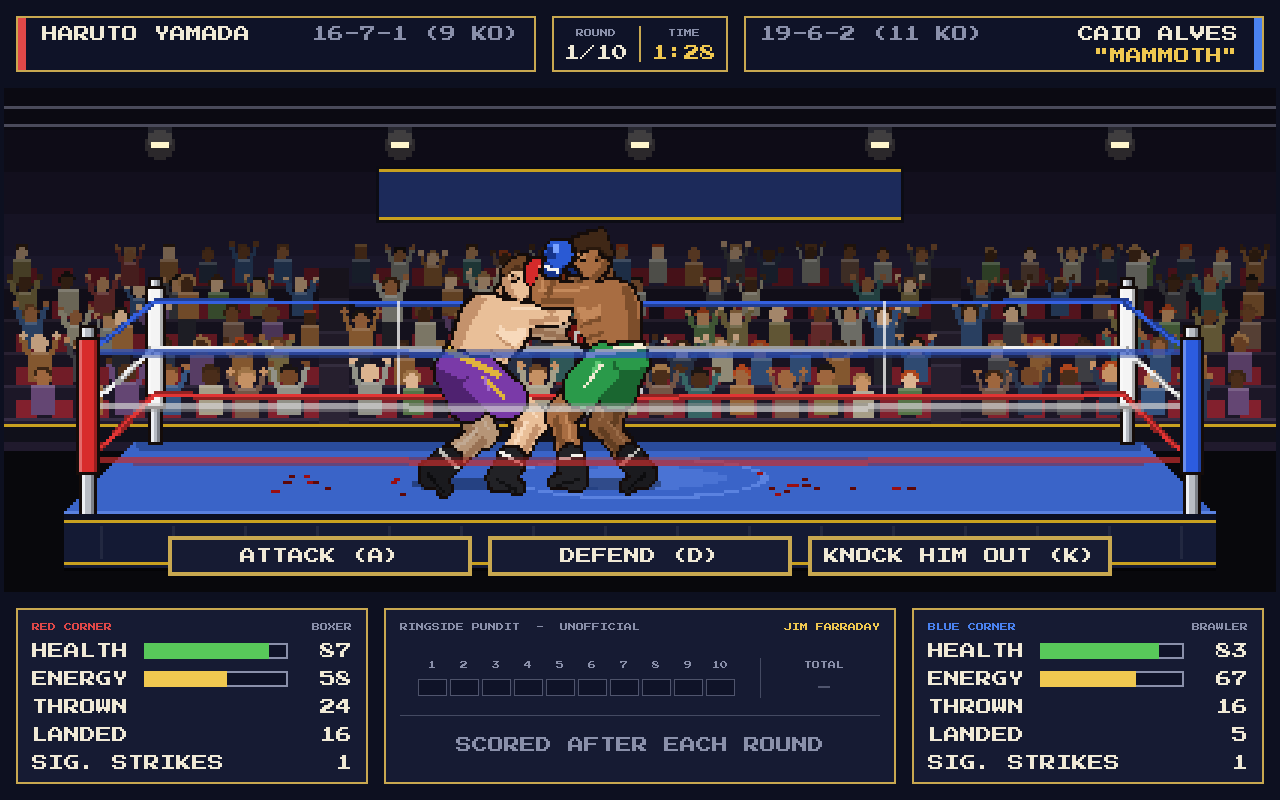 HARUTO YAMADA 16-7-1 (9 KO)
ROUND TIME
1/10 1:28
19-6-2 (11 KO) CAIO ALVES
"MAMMOTH"
ATTACK (A) DEFEND (D) KNOCK HIM OUT (K)
RED CORNER BOXER
HEALTH 87
ENERGY 58
THROWN 24
LANDED 16
SIG. STRIKES 1
RINGSIDE PUNDIT - UNOFFICIAL JIM FARRADAY
1 2 3 4 5 6 7 8 9 10 TOTAL
—
SCORED AFTER EACH ROUND
BLUE CORNER BRAWLER
HEALTH 83
ENERGY 67
THROWN 16
LANDED 5
SIG. STRIKES 1